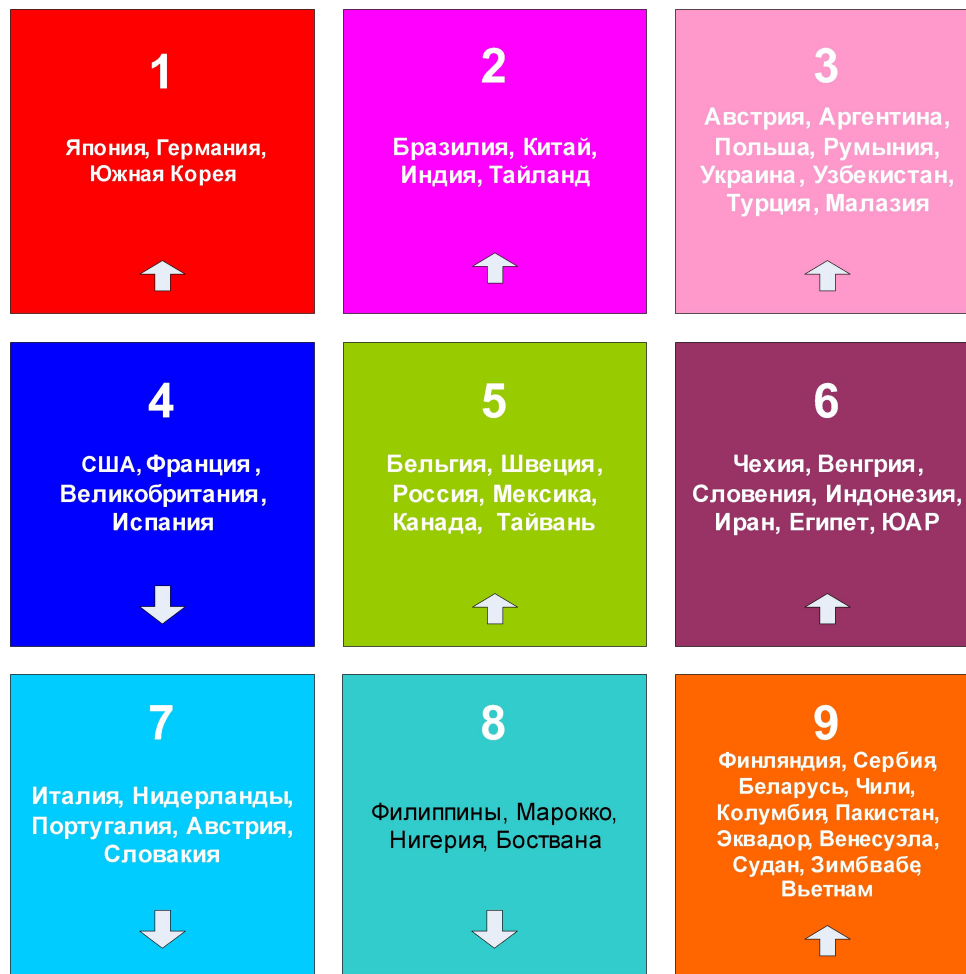 1
Япония, Германия,
Южная Корея
2
Бразилия, Китай,
Индия, Тайланд
3
Австрия, Аргентина,
Польша, Румыния,
Украина, Узбекистан,
Турция, Малазия
4
США, Франция,
Великобритания,
Испания
5
Бельгия, Швеция,
Россия, Мексика,
Канада, Тайвань
6
Чехия, Венгрия,
Словения, Индонезия,
Иран, Египет, ЮАР
7
Италия, Нидерланды,
Португалия, Австрия,
Словакия
8
Филиппины, Марокко,
Нигерия, Боствана
9
Финляндия, Сербия,
Беларусь, Чили,
Колумбия, Пакистан,
Эквадор, Венесуэла,
Судан, Зимбвабе,
Вьетнам